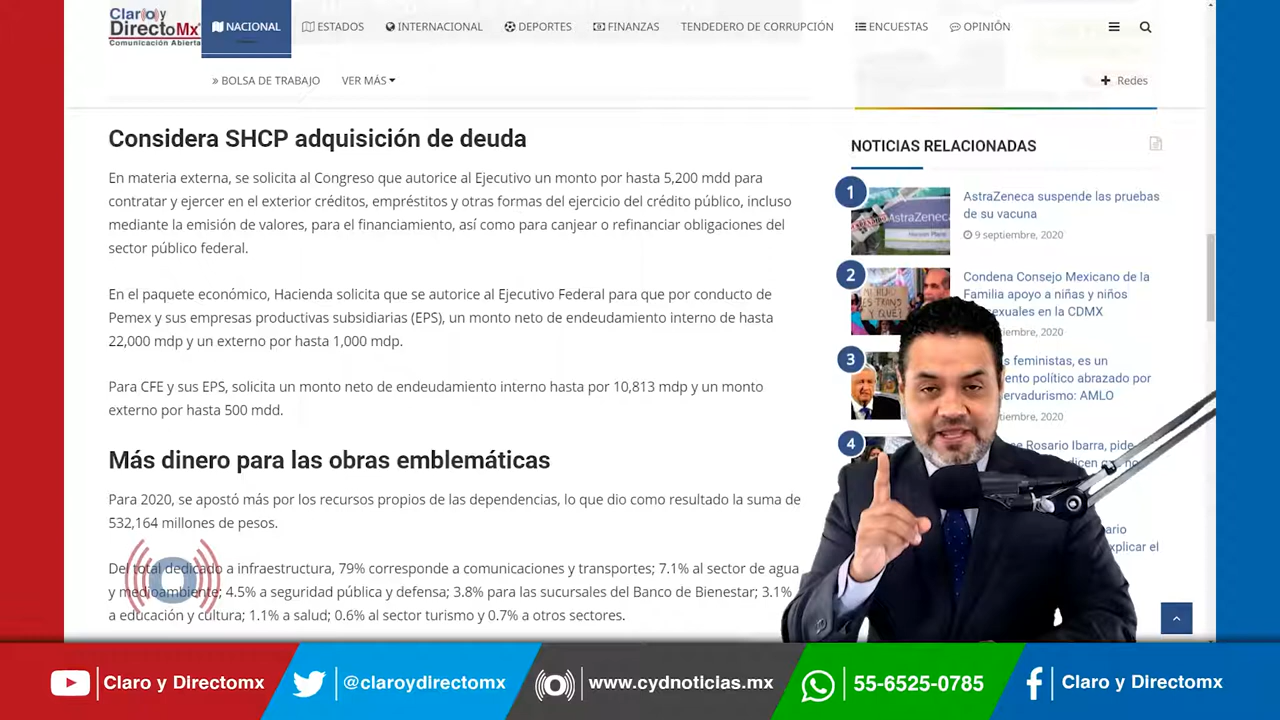 Claro y
DirectoMx
Comunicación Abierta
NACIONAL
ESTADOS
INTERNACIONAL
DEPORTES
FINANZAS
TENDEDERO DE CORRUPCIÓN
ENCUESTAS
OPINIÓN
» BOLSA DE TRABAJO
VER MÁS
Redes
Considera SHCP adquisición de deuda
En materia externa, se solicita al Congreso que autorice al Ejecutivo un monto por hasta 5,200 mdd para
contratar y ejercer en el exterior créditos, empréstitos y otras formas del ejercicio del crédito público, incluso
mediante la emisión de valores, para el financiamiento, así como para canjear o refinanciar obligaciones del
sector público federal.
En el paquete económico, Hacienda solicita que se autorice al Ejecutivo Federal para que por conducto de
Pemex y sus empresas productivas subsidiarias (EPS), un monto neto de endeudamiento interno de hasta
22,000 mdp y un externo por hasta 1,000 mdp.
Para CFE y sus EPS, solicita un monto neto de endeudamiento interno hasta por 10,813 mdp y un monto
externo por hasta 500 mdd.
Más dinero para las obras emblemáticas
Para 2020, se apostó más por los recursos propios de las dependencias, lo que dio como resultado la suma de
532,164 millones de pesos.
Del total dedicado a infraestructura, 79% corresponde a comunicaciones y transportes; 7.1% al sector de agua
y medioambiente; 4.5% a seguridad pública y defensa; 3.8% para las sucursales del Banco de Bienestar; 3.1%
a educación y cultura; 1.1% a salud; 0.6% al sector turismo y 0.7% a otros sectores.
NOTICIAS RELACIONADAS
1
AstraZeneca
AstraZeneca suspende las pruebas
de su vacuna
9 septiembre, 2020
2
ES TRANS
Y QUÉ?
Condena Consejo Mexicano de la
Familia apoyo a niñas y niños
sexuales en la CDMX
2020
3
feministas, es un
político abrazado por
AMLO
2020
4
Rosario Ibarra, pide
no
explicar el
Claro y Directomx
@claroydirectomx
www.cydnoticias.mx
55-6525-0785
Claro y Directomx